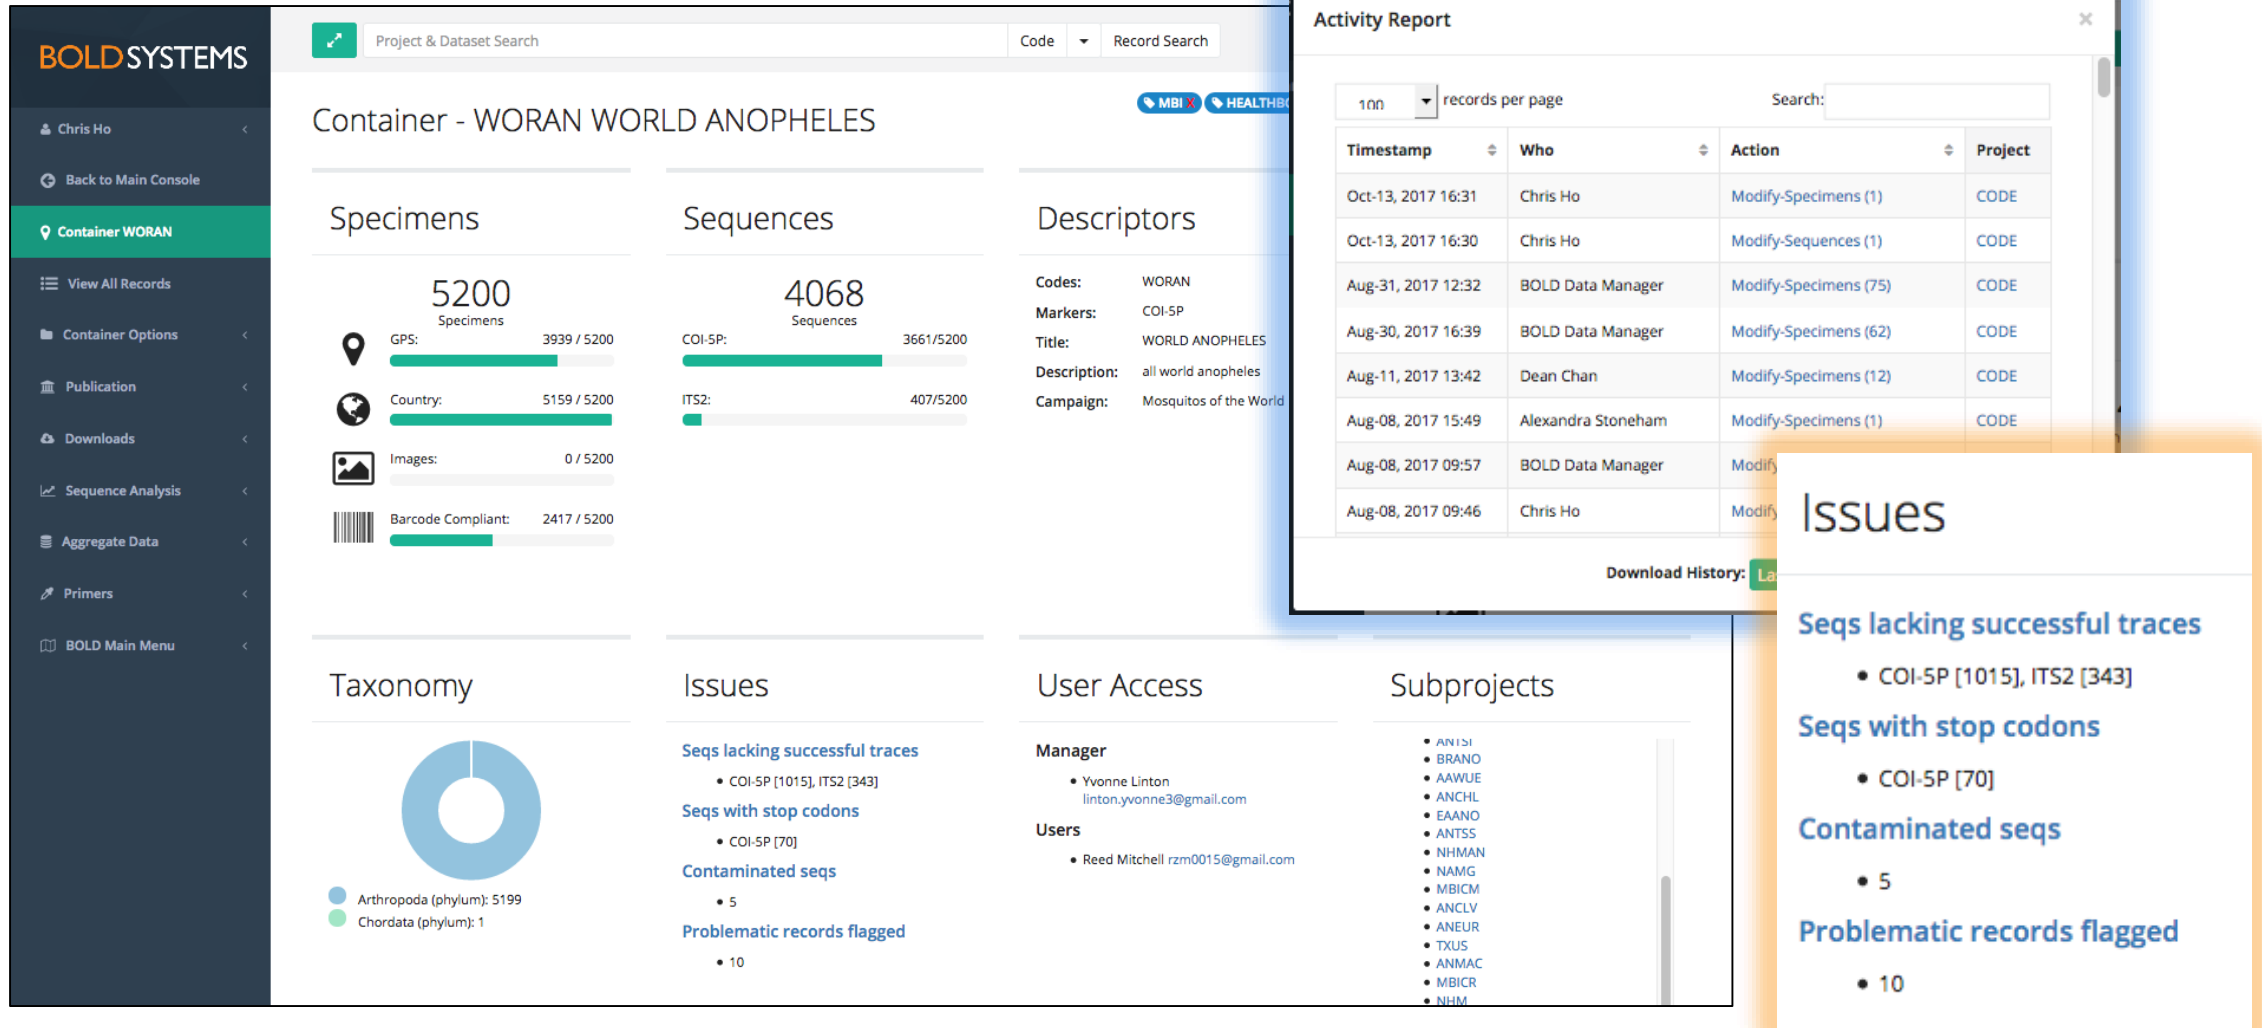 BOLDSYSTEMS
Chris Ho
Back to Main Console
Container WORAN
View All Records
Container Options
Publication
Downloads
Sequence Analysis
Aggregate Data
Primers
BOLD Main Menu
Project & Dataset Search
Code
Record Search
Container - WORAN WORLD ANOPHELES
MBI X
Specimens
5200
Specimens
GPS: 3939 / 5200
Country: 5159 / 5200
Images: 0 / 5200
Barcode Compliant: 2417 / 5200
Sequences
4068
Sequences
COI-5P: 3661/5200
ITS2: 407/5200
Descriptors
Codes: WORAN
Markers: COI-5P
Title: WORLD ANOPHELES
Description: all world anopheles
Campaign: Mosquitos of the World
Taxonomy
Arthropoda (phylum): 5199
Chordata (phylum): 1
Issues
Seqs lacking successful traces
COI-5P [1015], ITS2 [343]
Seqs with stop codons
COI-5P [70]
Contaminated seqs
5
Problematic records flagged
10
User Access
Manager
Yvonne Linton
linton.yvonne3@gmail.com
Users
Reed Mitchell rzm0015@gmail.com
Subprojects
ANTSI
BRANO
AAWUE
ANCHL
EAANO
ANTSS
NHMAN
NAMG
MBICM
ANCLV
ANEUR
TXUS
ANMAC
MBICR
NHM
Activity Report
100 records per page
Search:
Timestamp Who Action Project
Oct-13, 2017 16:31 Chris Ho Modify-Specimens (1) CODE
Oct-13, 2017 16:30 Chris Ho Modify-Sequences (1) CODE
Aug-31, 2017 12:32 BOLD Data Manager Modify-Specimens (75) CODE
Aug-30, 2017 16:39 BOLD Data Manager Modify-Specimens (62) CODE
Aug-11, 2017 13:42 Dean Chan Modify-Specimens (12) CODE
Aug-08, 2017 15:49 Alexandra Stoneham Modify-Specimens (1) CODE
Aug-08, 2017 09:57 BOLD Data Manager Modify
Aug-08, 2017 09:46 Chris Ho Modify
Download History:
Issues
Seqs lacking successful traces
COI-5P [1015], ITS2 [343]
Seqs with stop codons
COI-5P [70]
Contaminated seqs
5
Problematic records flagged
10